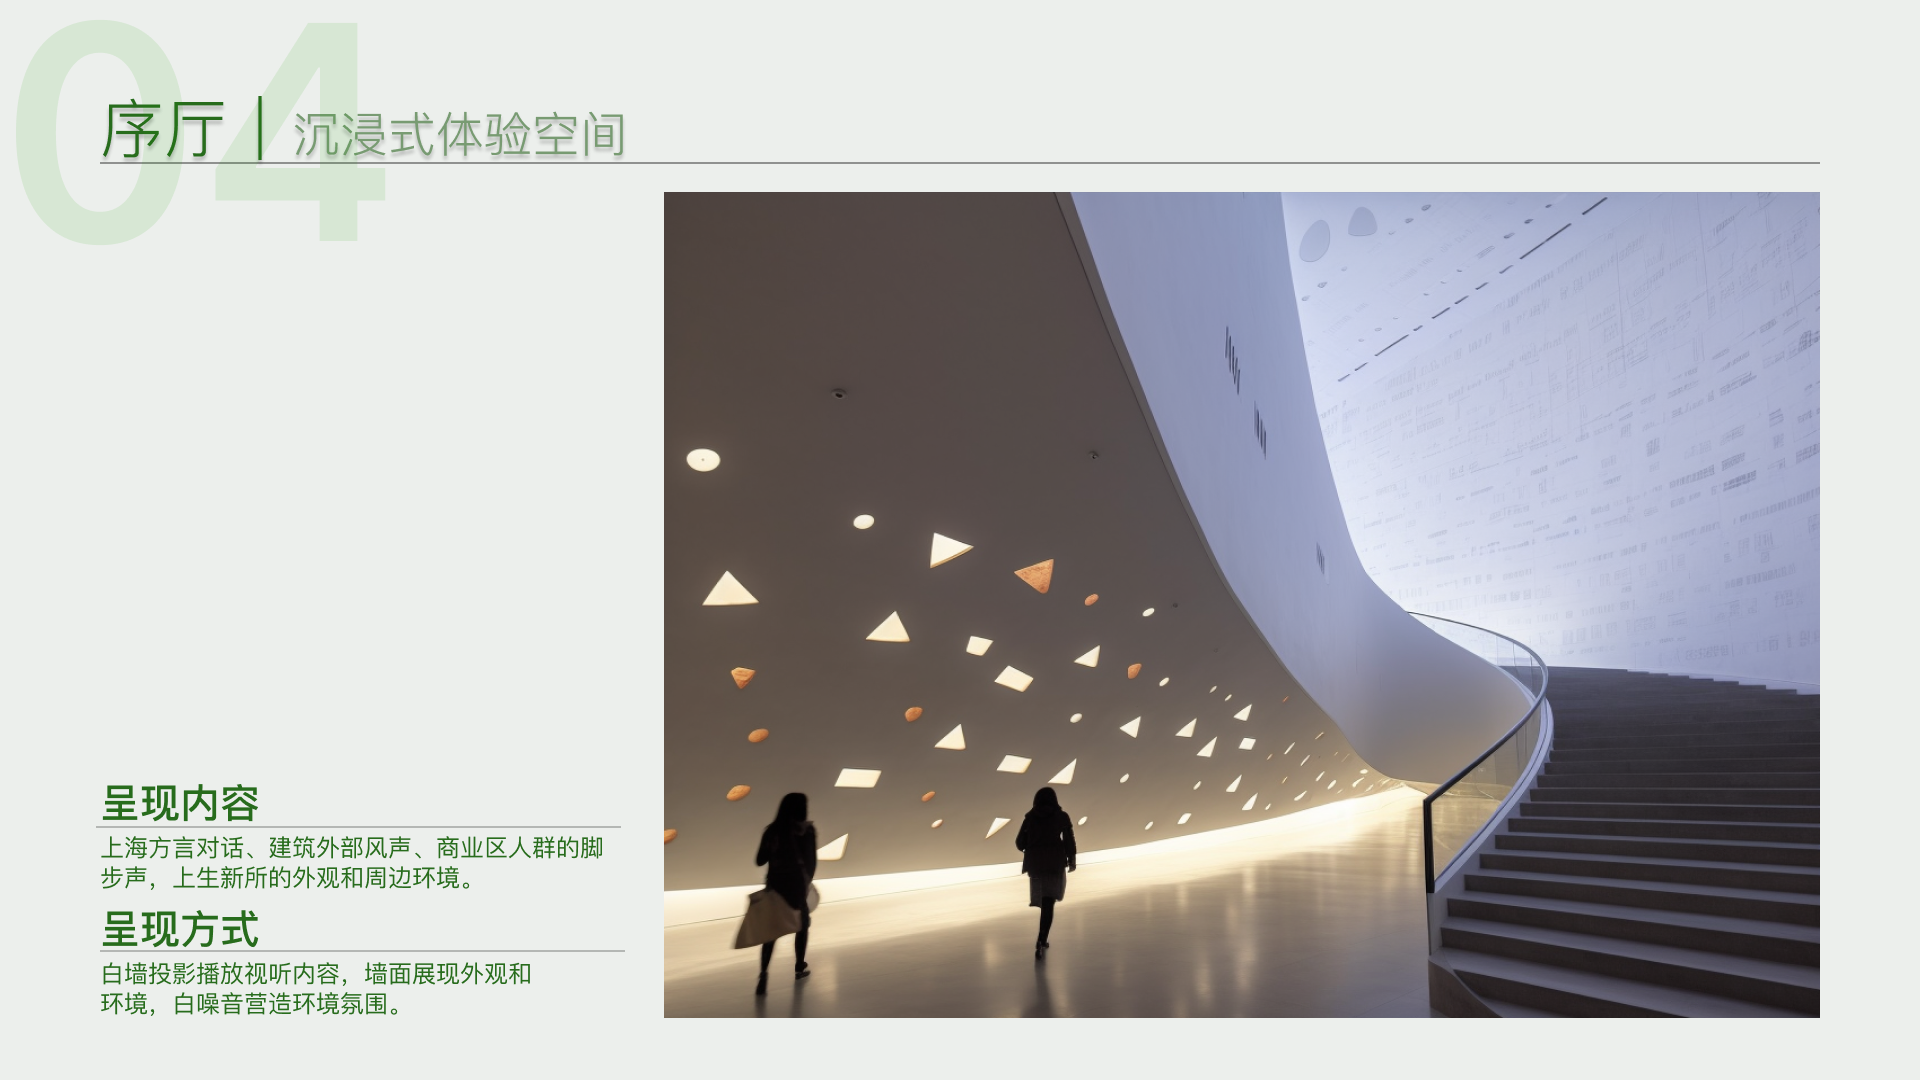 04
序厅｜沉浸式体验空间
呈现内容
上海方言对话、建筑外部风声、商业区人群的脚
步声，上生新所的外观和周边环境。
呈现方式
白墙投影播放视听内容，墙面展现外观和
环境，白噪音营造环境氛围。